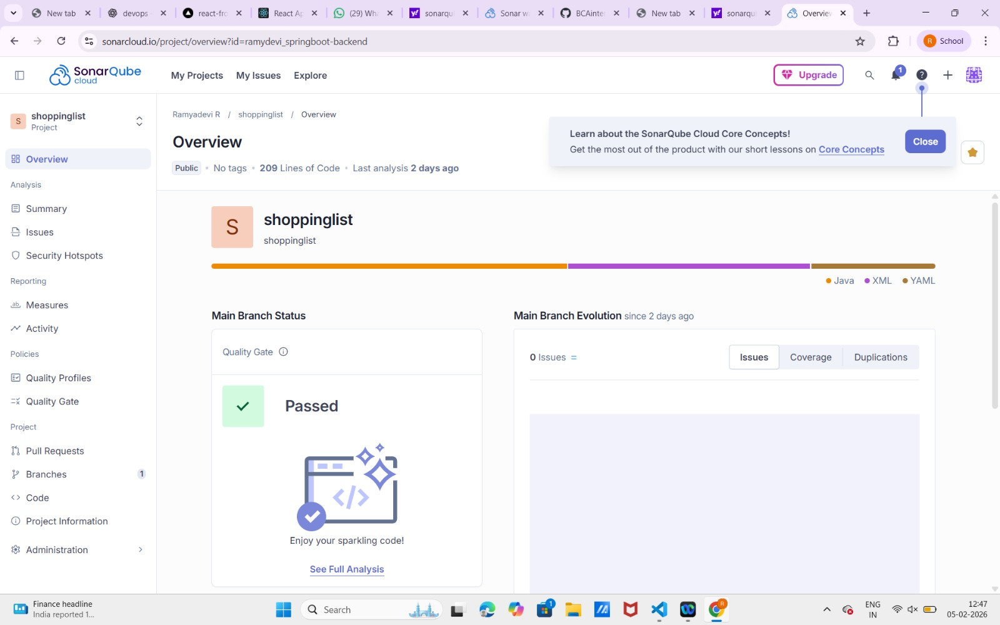 New tab
devops
react-fro
React Ap
(29) Wha
sonarqu
Sonar w
BCAinter
New tab
sonarqu
Overview
sonarcloud.io/project/overview?id=ramydevi_springboot-backend
R School
SonarQube
cloud
My Projects
My Issues
Explore
Upgrade
1
?
S
shoppinglist
Project
Overview
Analysis
Summary
Issues
Security Hotspots
Reporting
Measures
Activity
Policies
Quality Profiles
Quality Gate
Project
Pull Requests
Branches 1
Code
Project Information
Administration
Ramyadevi R / shoppinglist / Overview
Overview
Public • No tags • 209 Lines of Code • Last analysis 2 days ago
Learn about the SonarQube Cloud Core Concepts!
Get the most out of the product with our short lessons on Core Concepts
Close
S
shoppinglist
shoppinglist
Java XML YAML
Main Branch Status
Quality Gate
Passed
Enjoy your sparkling code!
See Full Analysis
Main Branch Evolution since 2 days ago
0 Issues =
Issues
Coverage
Duplications
Finance headline
India reported 1...
Search
1
R
ENG
IN
12:47
05-02-2026